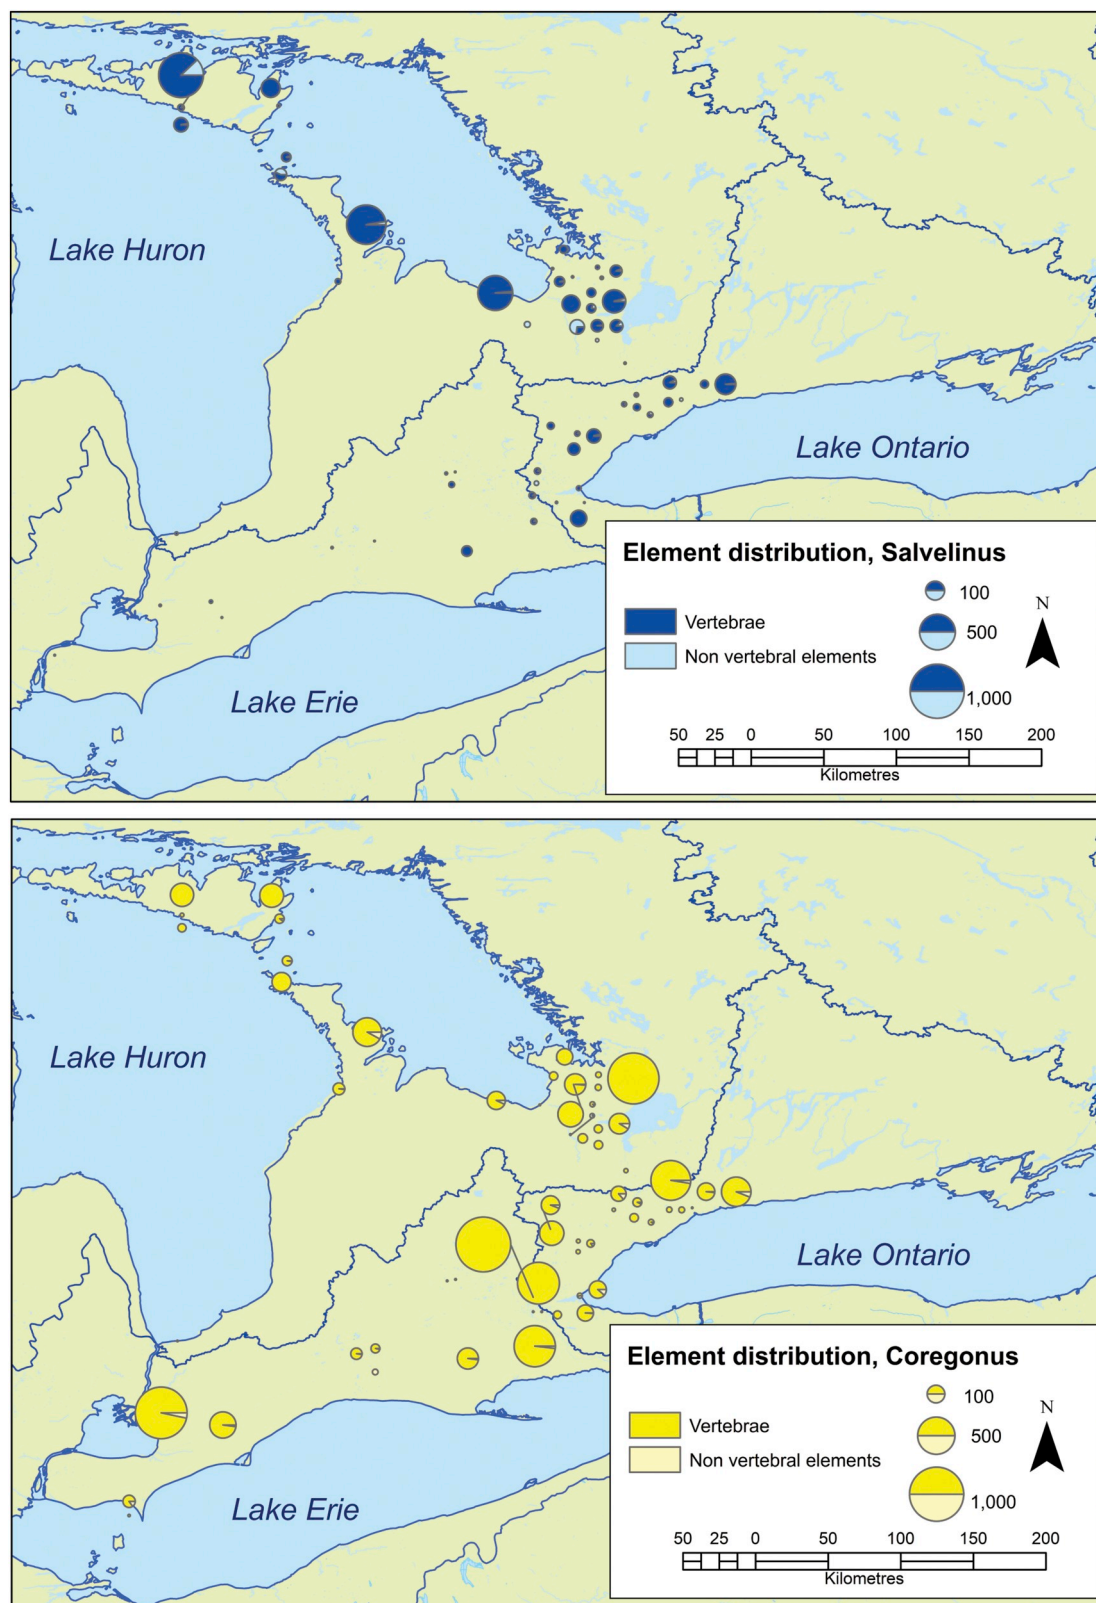 Lake Huron
Lake Ontario
Lake Erie
Element distribution, Salvelinus
Vertebrae
Non vertebral elements
100
500
1,000
N
50 25 0 50 100 150 200
Kilometres
Lake Huron
Lake Ontario
Lake Erie
Element distribution, Coregonus
Vertebrae
Non vertebral elements
100
500
1,000
N
50 25 0 50 100 150 200
Kilometres